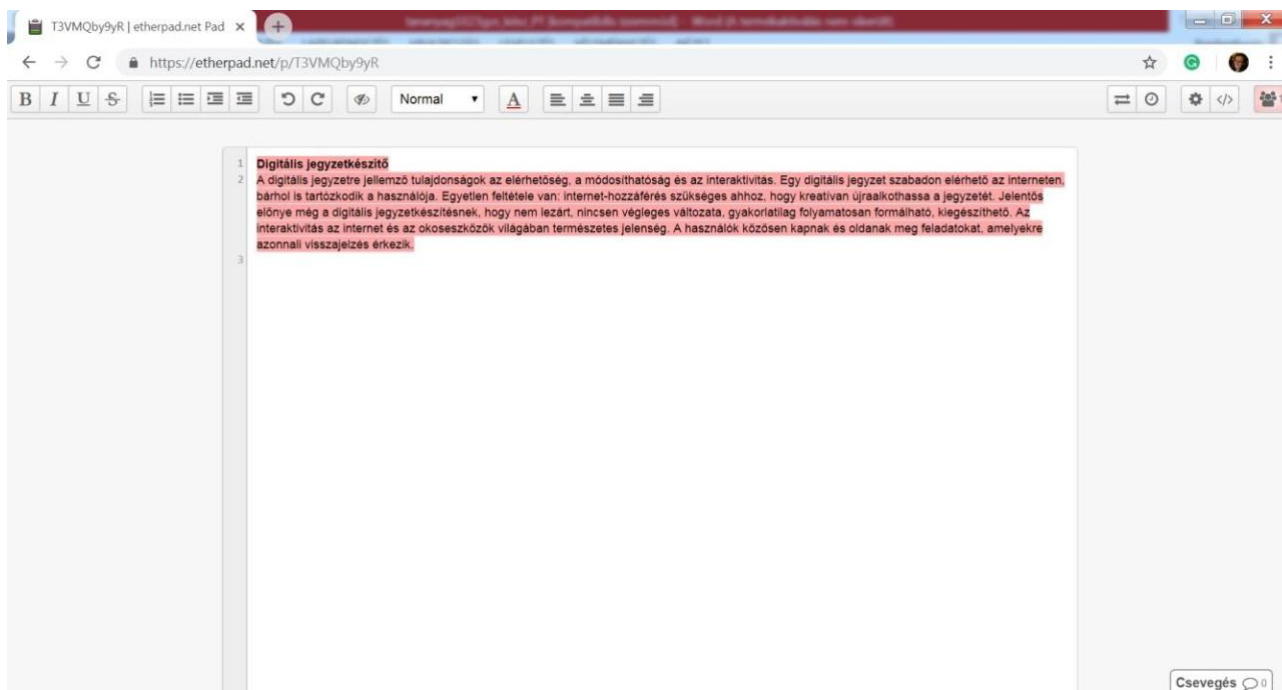 T3VMQby9yR | etherpad.net Pad
https://etherpad.net/p/T3VMQby9yR
B I U S
Normal
A
1 Digitális jegyzetkészítő
2 A digitális jegyzetre jellemző tulajdonságok az elérhetőség, a módosíthatóság és az interaktivitás. Egy digitális jegyzet szabadon elérhető az interneten,
bárhol is tartózkodik a használója. Egyetlen feltétele van: internet-hozzáférés szükséges ahhoz, hogy kreatívan újraalkothassa a jegyzetét. Jelentős
előnye még a digitális jegyzetkészítésnek, hogy nem lezárt, nincsen végleges változata, gyakorlatilag folyamatosan formálható, kiegészíthető. Az
interaktivitás az internet és az okoseszközök világában természetes jelenség. A használók közösen kapnak és oldanak meg feladatokat, amelyekre
azonnali visszajelzés érkezik.
3
Csevegés 0